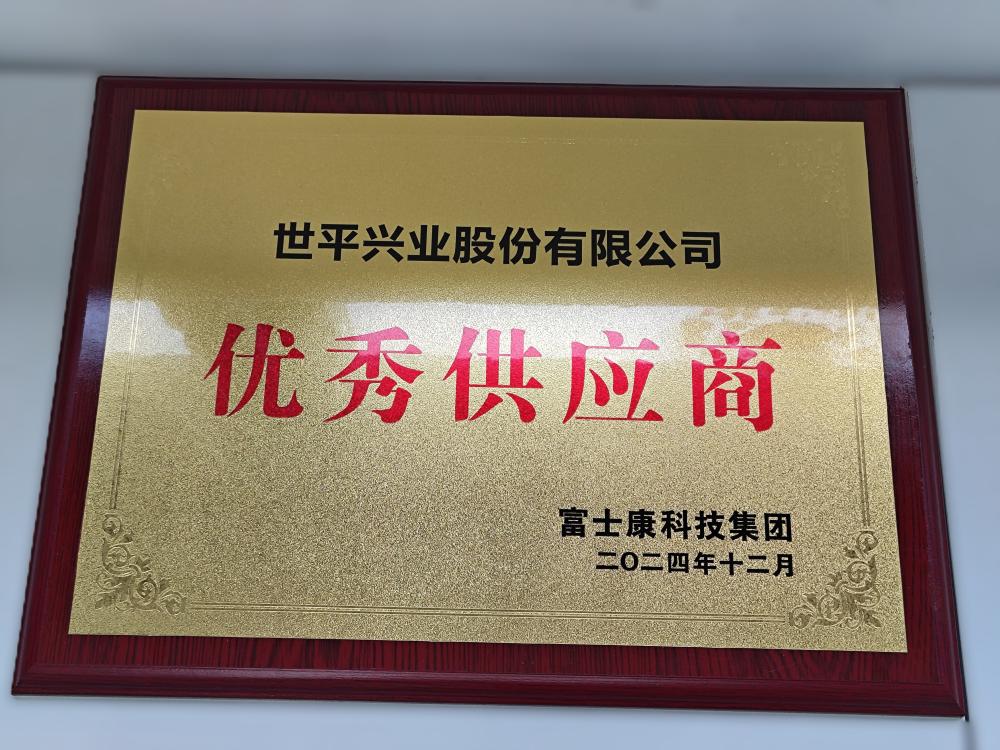 世平兴业股份有限公司
优秀供应商
富士康科技集团
二〇二四年十二月